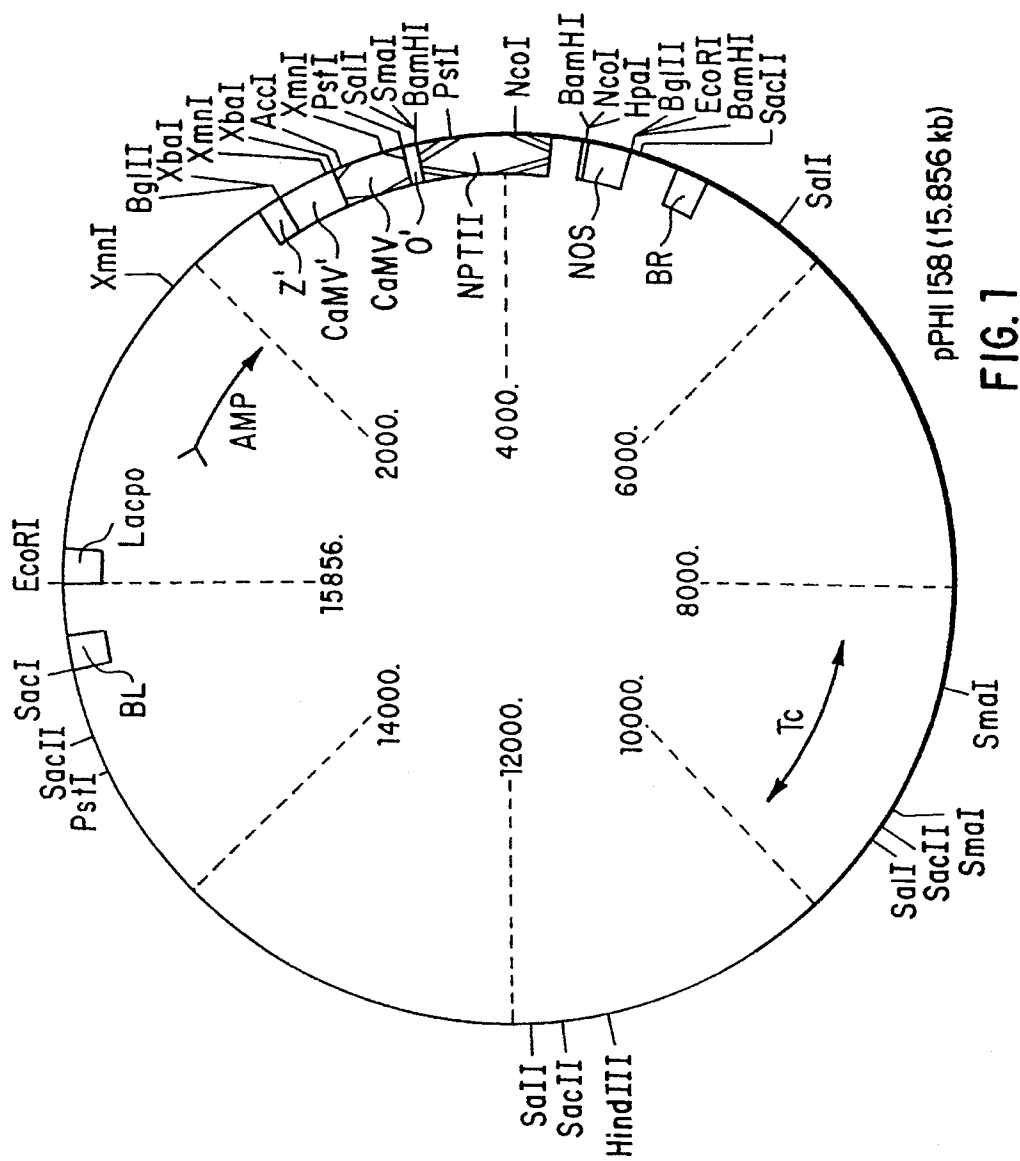 EcoRI
Lacpo
AMP
XmnI
BglII
XbaI
XmnI
XbaI
AccI
XmnI
PstI
SalI
SmaI
BamHI
PstI
NcoI
BamHI
NcoI
HpaI
BglII
EcoRI
BamHI
SacII
SalI
Z'
CaMV'
CaMV
O'
NPTII
NOS
BR
15856.
2000.
4000.
6000.
8000.
10000.
12000.
14000.
Tc
SmaI
SmaI
SacII
SalI
HindIII
SacII
SalI
PstI
SacII
SacI
BL
pPHI158 (15.856 kb)
FIG. 1